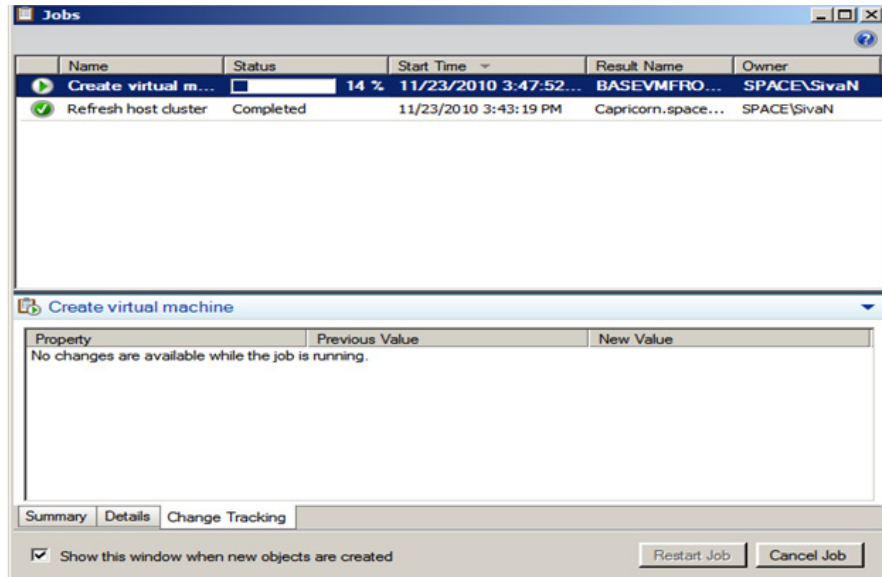 Jobs
Name Status Start Time Result Name Owner
Create virtual m... 14 % 11/23/2010 3:47:52... BASEVMFRO... SPACE\SivaN
Refresh host cluster Completed 11/23/2010 3:43:19 PM Capricorn.space... SPACE\SivaN
Create virtual machine
Property Previous Value New Value
No changes are available while the job is running.
Summary Details Change Tracking
Show this window when new objects are created Restart Job Cancel Job